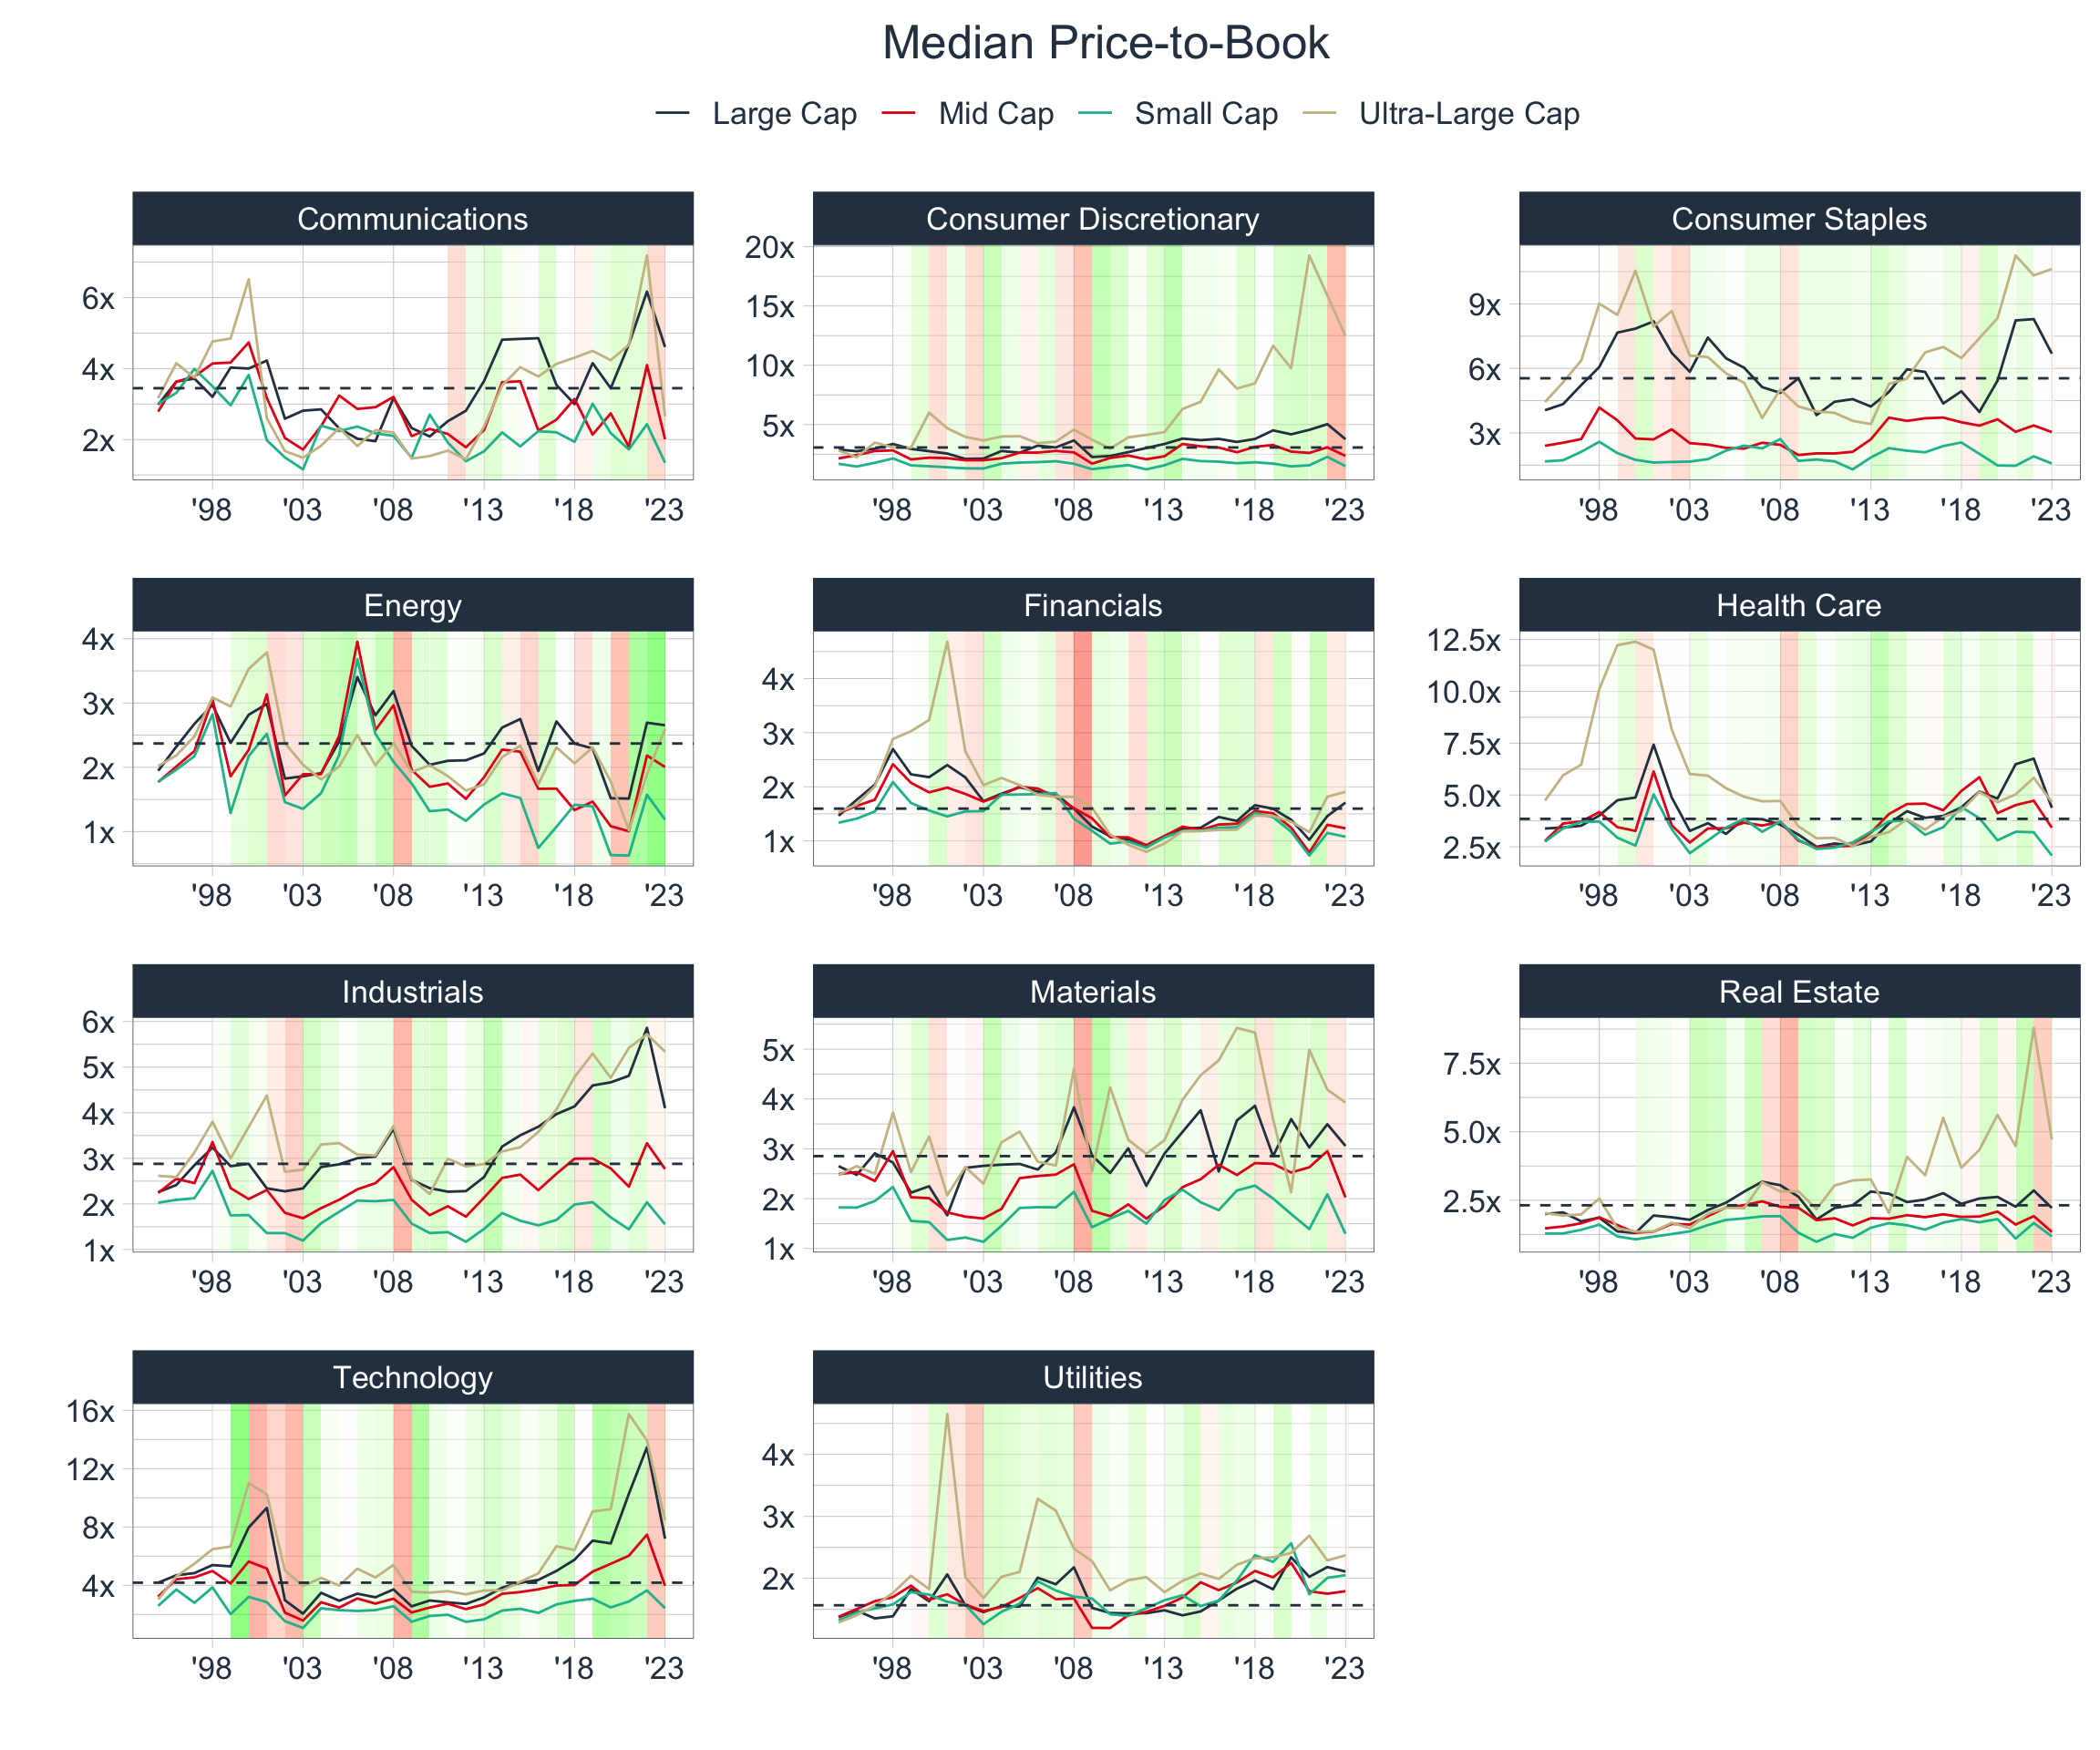 Median Price-to-Book
Large Cap Mid Cap Small Cap Ultra-Large Cap
Communications
6x
4x
2x
'98 '03 '08 '13 '18 '23
Consumer Discretionary
20x
15x
10x
5x
'98 '03 '08 '13 '18 '23
Consumer Staples
9x
6x
3x
'98 '03 '08 '13 '18 '23
Energy
4x
3x
2x
1x
'98 '03 '08 '13 '18 '23
Financials
4x
3x
2x
1x
'98 '03 '08 '13 '18 '23
Health Care
12.5x
10.0x
7.5x
5.0x
2.5x
'98 '03 '08 '13 '18 '23
Industrials
6x
5x
4x
3x
2x
1x
'98 '03 '08 '13 '18 '23
Materials
5x
4x
3x
2x
1x
'98 '03 '08 '13 '18 '23
Real Estate
7.5x
5.0x
2.5x
'98 '03 '08 '13 '18 '23
Technology
16x
12x
8x
4x
'98 '03 '08 '13 '18 '23
Utilities
4x
3x
2x
'98 '03 '08 '13 '18 '23